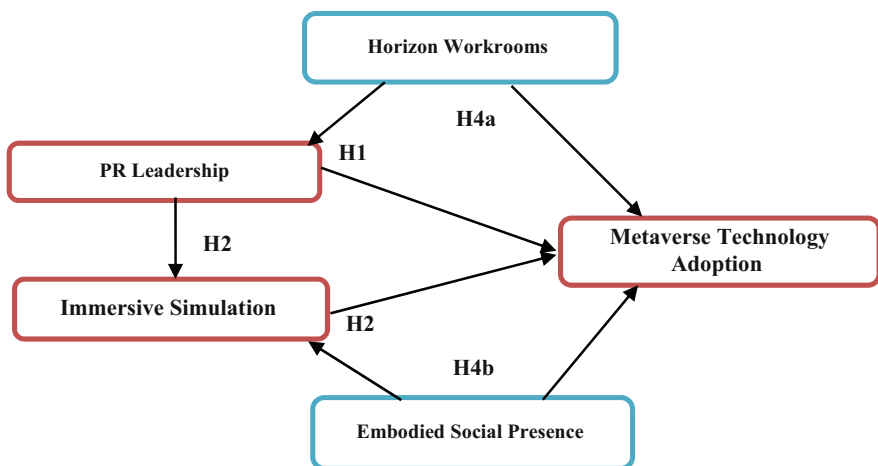 Horizon Workrooms
H4a
H1
PR Leadership
H2
Metaverse Technology
Adoption
Immersive Simulation
H2
H4b
Embodied Social Presence